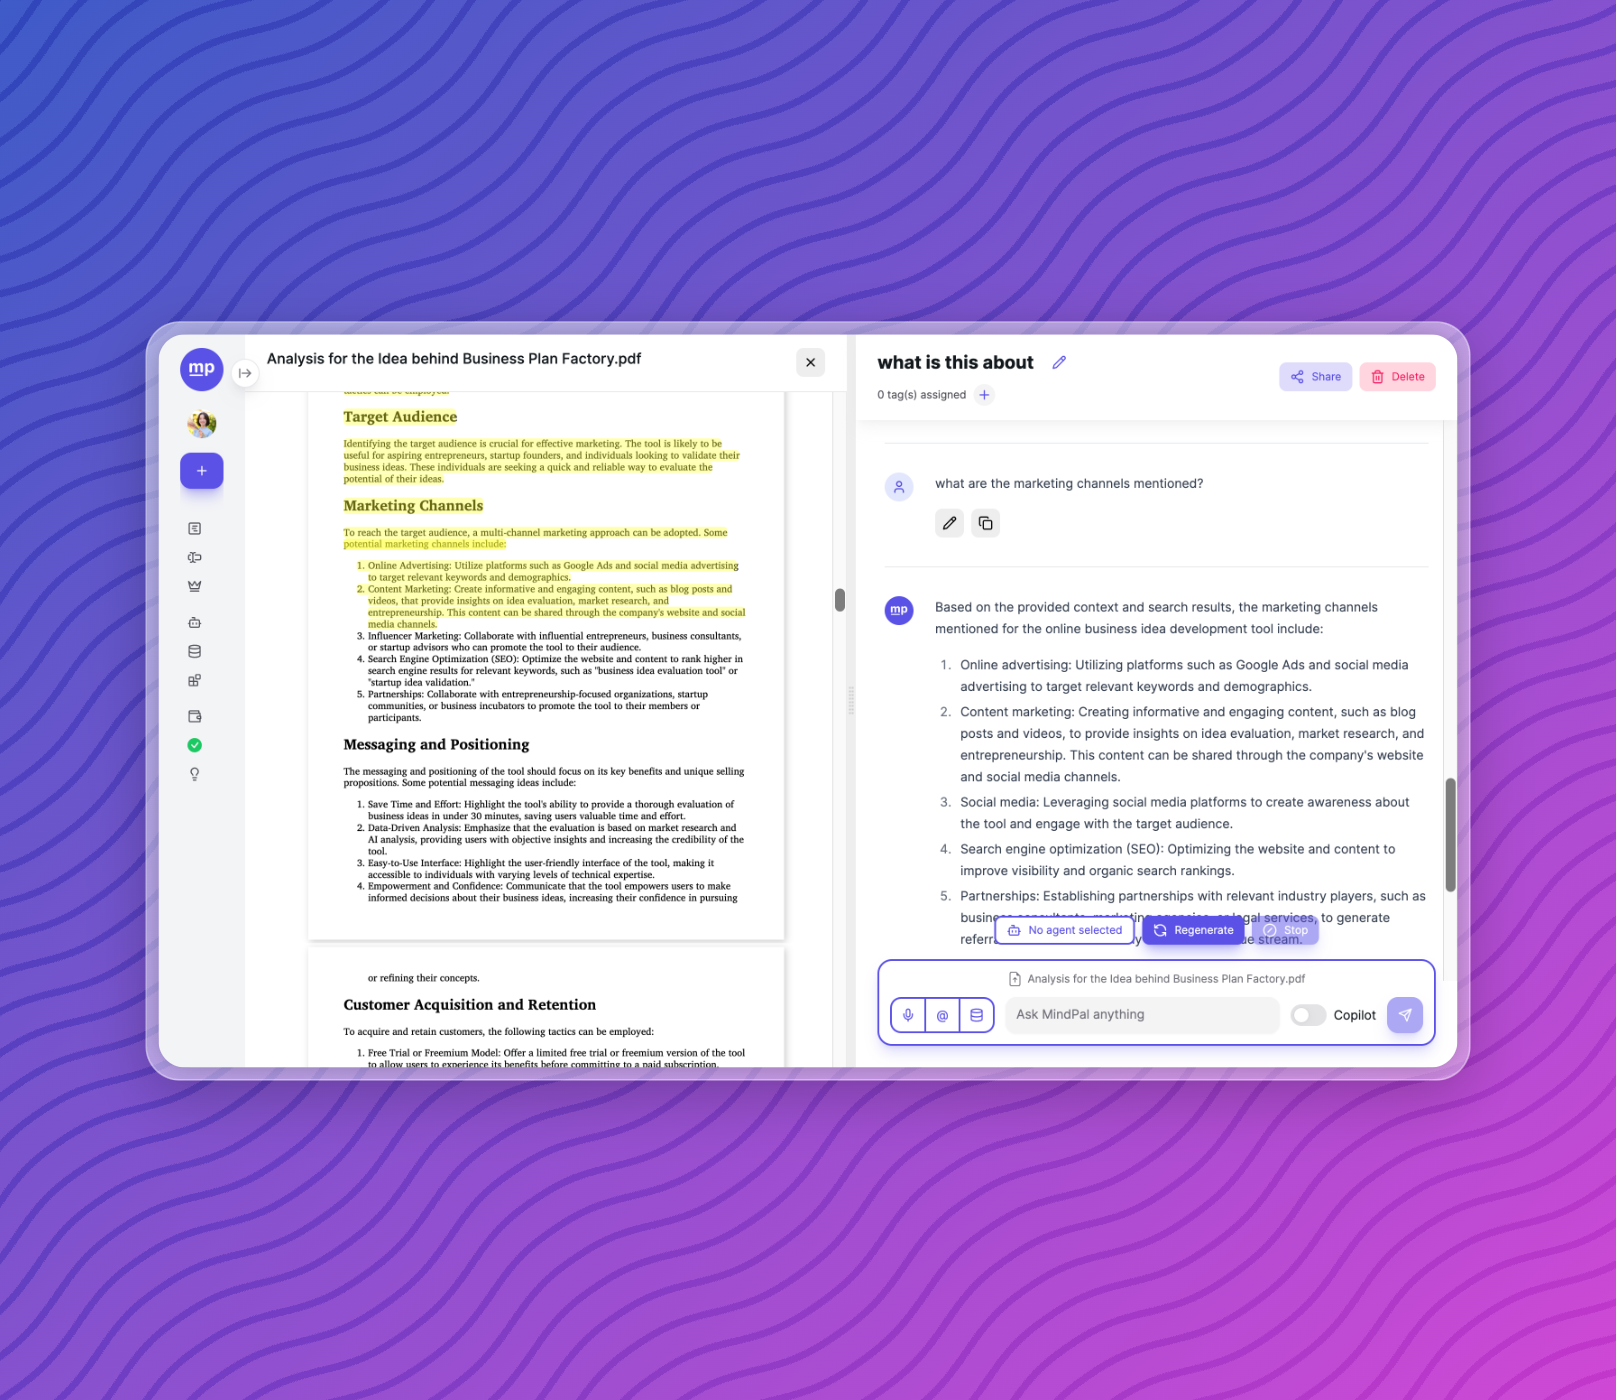 mp
Analysis for the Idea behind Business Plan Factory.pdf
tactics can be employed.
Target Audience
Identifying the target audience is crucial for effective marketing. The tool is likely to be
useful for aspiring entrepreneurs, startup founders, and individuals looking to validate their
business ideas. These individuals are seeking a quick and reliable way to evaluate the
potential of their ideas.
Marketing Channels
To reach the target audience, a multi-channel marketing approach can be adopted. Some
potential marketing channels include:
1. Online Advertising: Utilize platforms such as Google Ads and social media advertising
to target relevant keywords and demographics.
2. Content Marketing: Create informative and engaging content, such as blog posts and
videos, that provide insights on idea evaluation, market research, and
entrepreneurship. This content can be shared through the company's website and social
media channels.
3. Influencer Marketing: Collaborate with influential entrepreneurs, business consultants,
or startup advisors who can promote the tool to their audience.
4. Search Engine Optimization (SEO): Optimize the website and content to rank higher in
search engine results for relevant keywords, such as "business idea evaluation tool" or
"startup idea validation."
5. Partnerships: Collaborate with entrepreneurship-focused organizations, startup
communities, or business incubators to promote the tool to their members or
participants.
Messaging and Positioning
The messaging and positioning of the tool should focus on its key benefits and unique selling
propositions. Some potential messaging ideas include:
1. Save Time and Effort: Highlight the tool's ability to provide a thorough evaluation of
business ideas in under 30 minutes, saving users valuable time and effort.
2. Data-Driven Analysis: Emphasize that the evaluation is based on market research and
AI analysis, providing users with objective insights and increasing the credibility of the
tool.
3. Easy-to-Use Interface: Highlight the user-friendly interface of the tool, making it
accessible to individuals with varying levels of technical expertise.
4. Empowerment and Confidence: Communicate that the tool empowers users to make
informed decisions about their business ideas, increasing their confidence in pursuing
or refining their concepts.
Customer Acquisition and Retention
To acquire and retain customers, the following tactics can be employed:
1. Free Trial or Freemium Model: Offer a limited free trial or freemium version of the tool
to allow users to experience its benefits before committing to a paid subscription.
what is this about
0 tag(s) assigned
Share
Delete
what are the marketing channels mentioned?
mp
Based on the provided context and search results, the marketing channels
mentioned for the online business idea development tool include:
1. Online advertising: Utilizing platforms such as Google Ads and social media
advertising to target relevant keywords and demographics.
2. Content marketing: Creating informative and engaging content, such as blog
posts and videos, to provide insights on idea evaluation, market research, and
entrepreneurship. This content can be shared through the company's website
and social media channels.
3. Social media: Leveraging social media platforms to create awareness about
the tool and engage with the target audience.
4. Search engine optimization (SEO): Optimizing the website and content to
improve visibility and organic search rankings.
5. Partnerships: Establishing partnerships with relevant industry players, such as
business consultants, marketing agencies, or legal services, to generate
stream.
No agent selected
Regenerate
Stop
Analysis for the Idea behind Business Plan Factory.pdf
@
Ask MindPal anything
Copilot